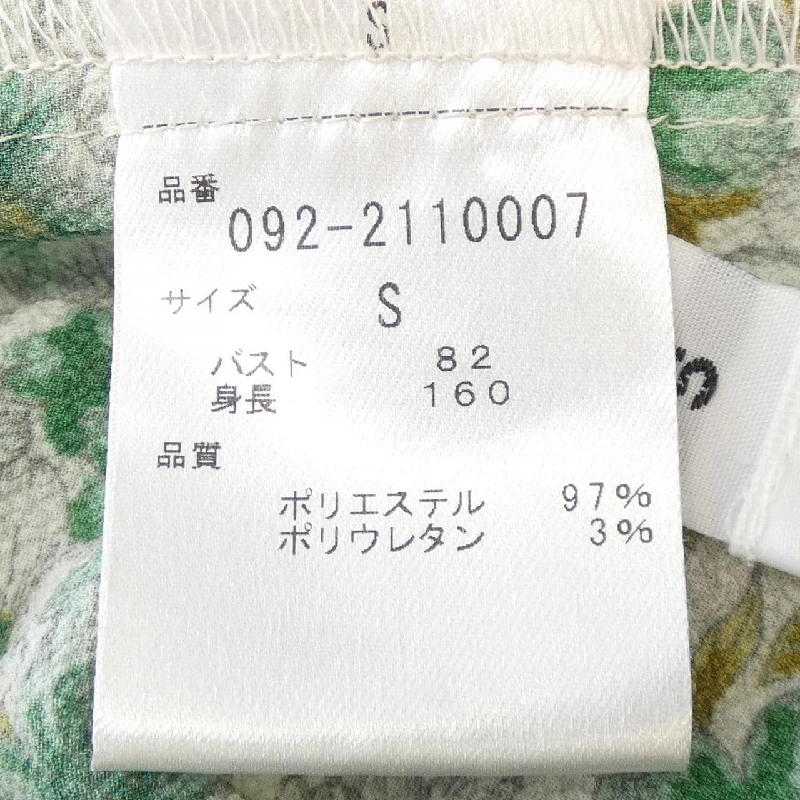 S
品番
092-2110007
サイズ S
バスト 82
身長 160
品質
ポリエステル 97%
ポリウレタン 3%
S